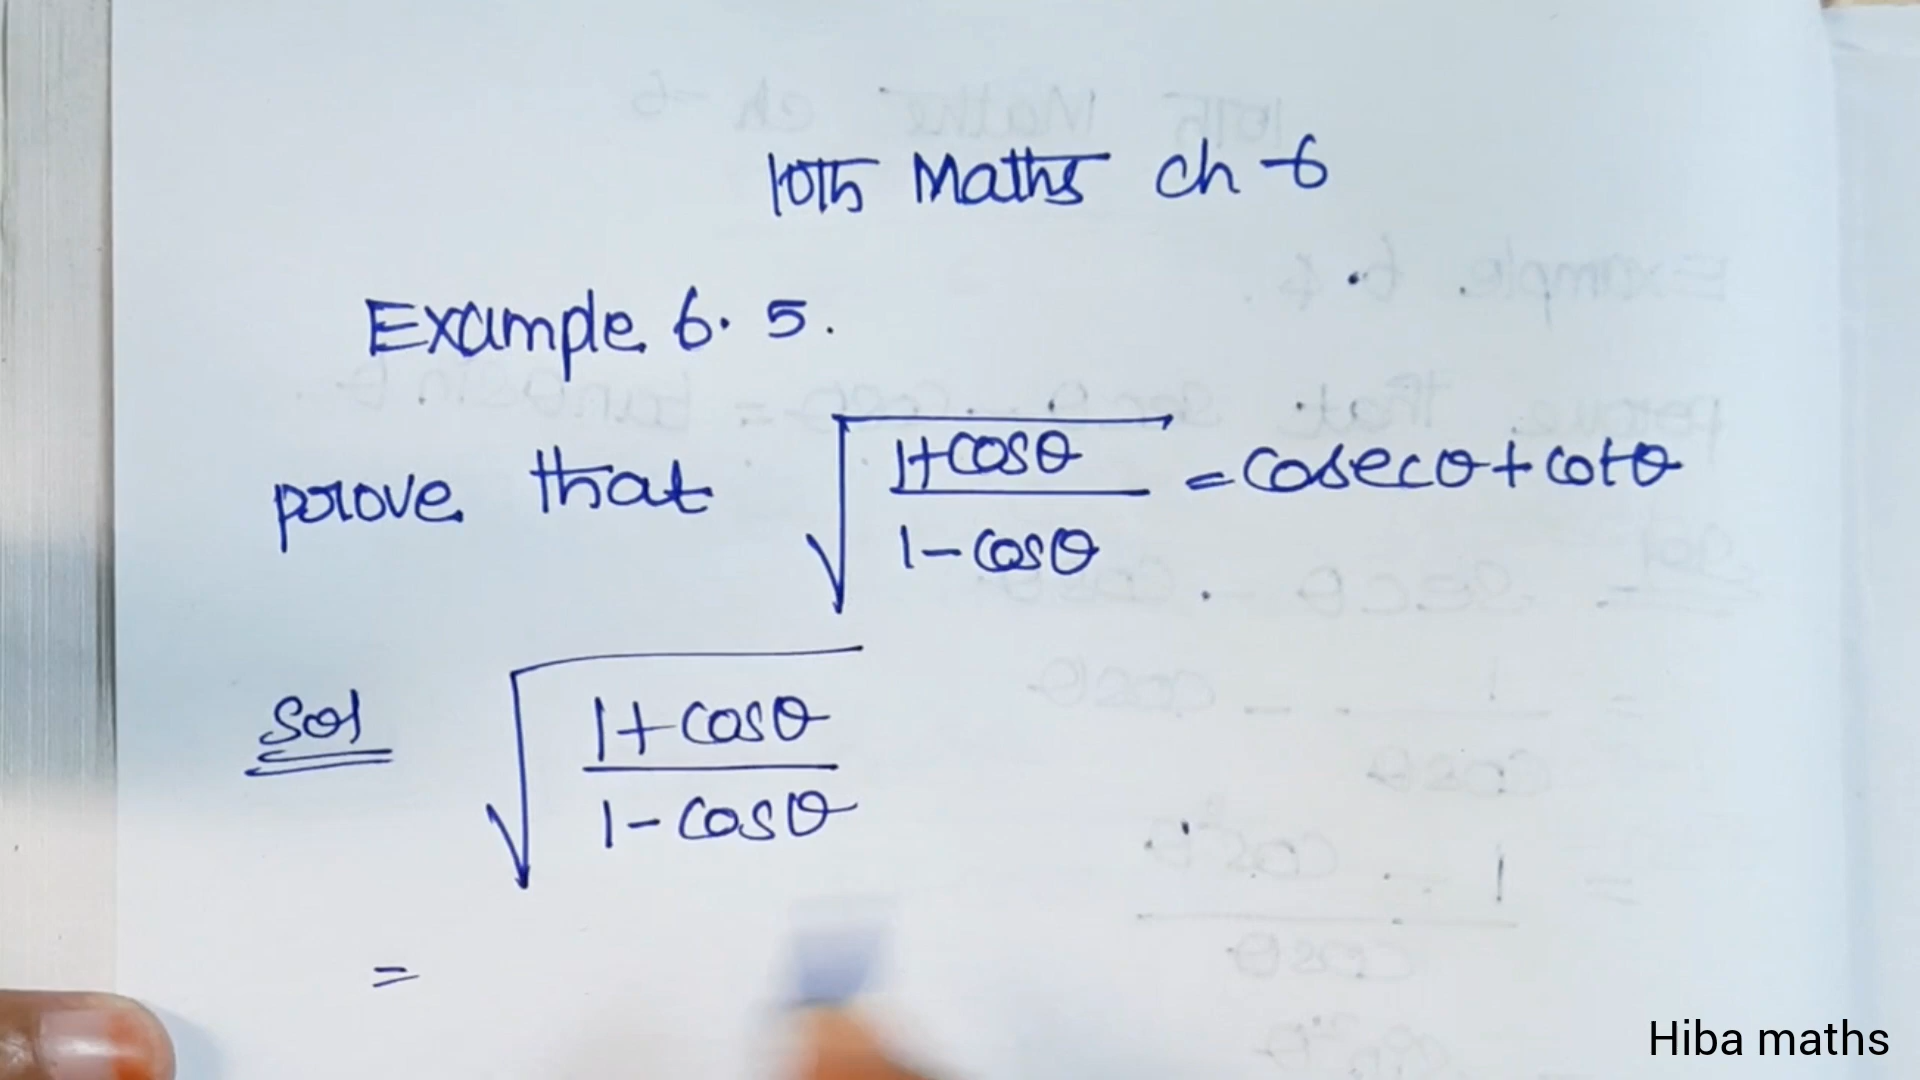 10th Maths ch-6
Example 6.5.
prove that √(1+cosθ / 1-cosθ) = cosecθ + cotθ
Sol √(1+cosθ / 1-cosθ)
=
Hiba maths